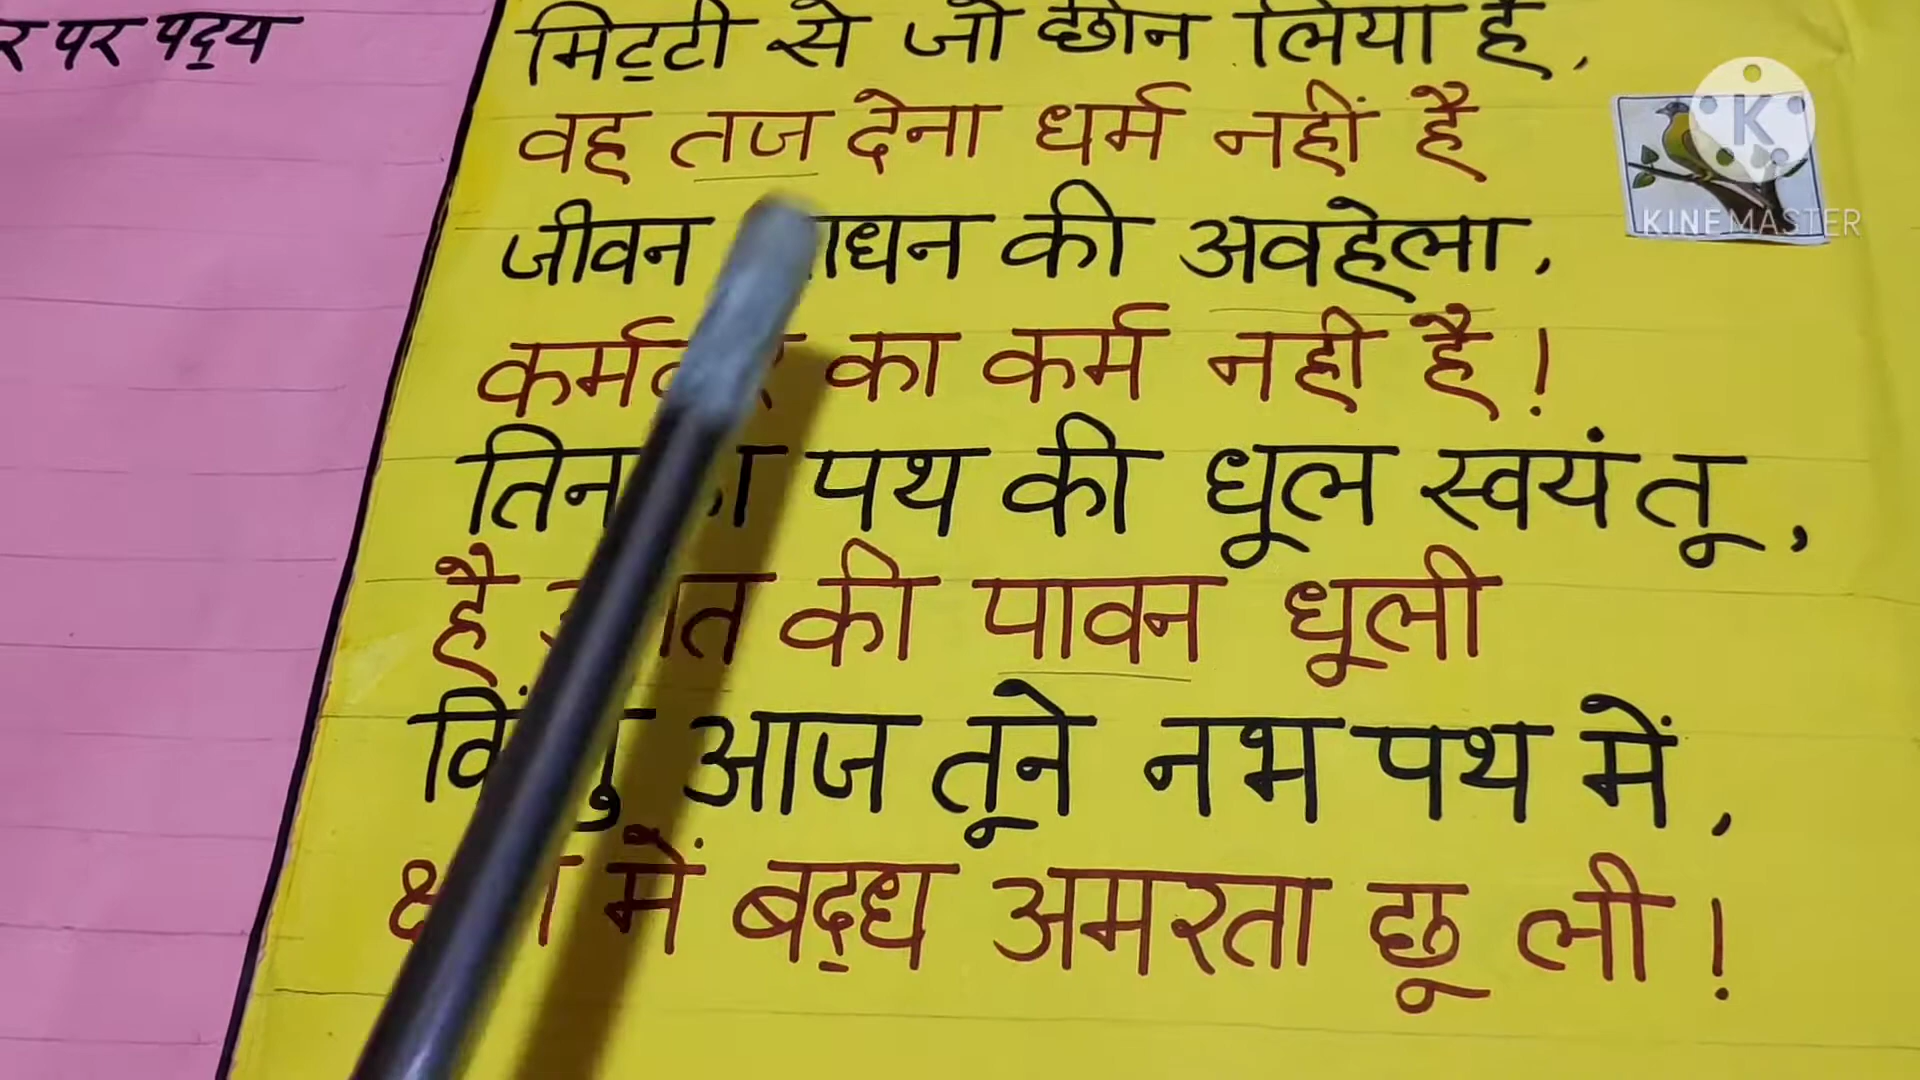 र पर पद्य
मिट्टी से जो छीन लिया है,
वह तज देना धर्म नहीं है
जीवन की अवहेला,
का कर्म नही है!
पथ की धूल स्वयं तू,
है की पावन धूली
आज तूने नभ पथ में,
में बद्ध अमरता छू ली!
K
KINEMASTER